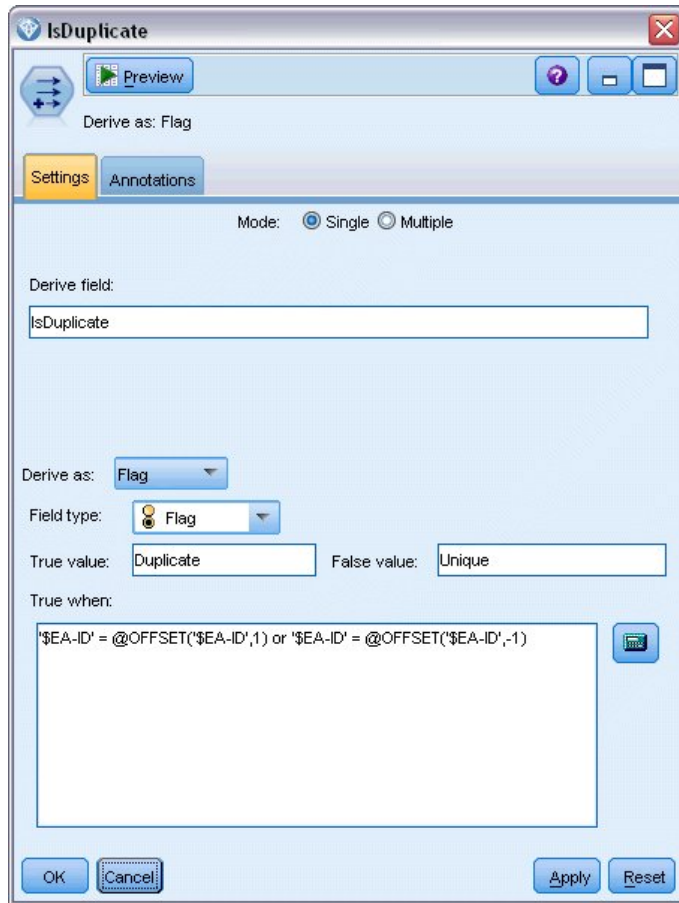 IsDuplicate
Preview
?
Derive as: Flag
Settings Annotations
Mode: Single Multiple
Derive field:
IsDuplicate
Derive as: Flag
Field type: Flag
True value: Duplicate False value: Unique
True when:
'$EA-ID' = @OFFSET('$EA-ID',1) or '$EA-ID' = @OFFSET('$EA-ID',-1)
OK Cancel Apply Reset